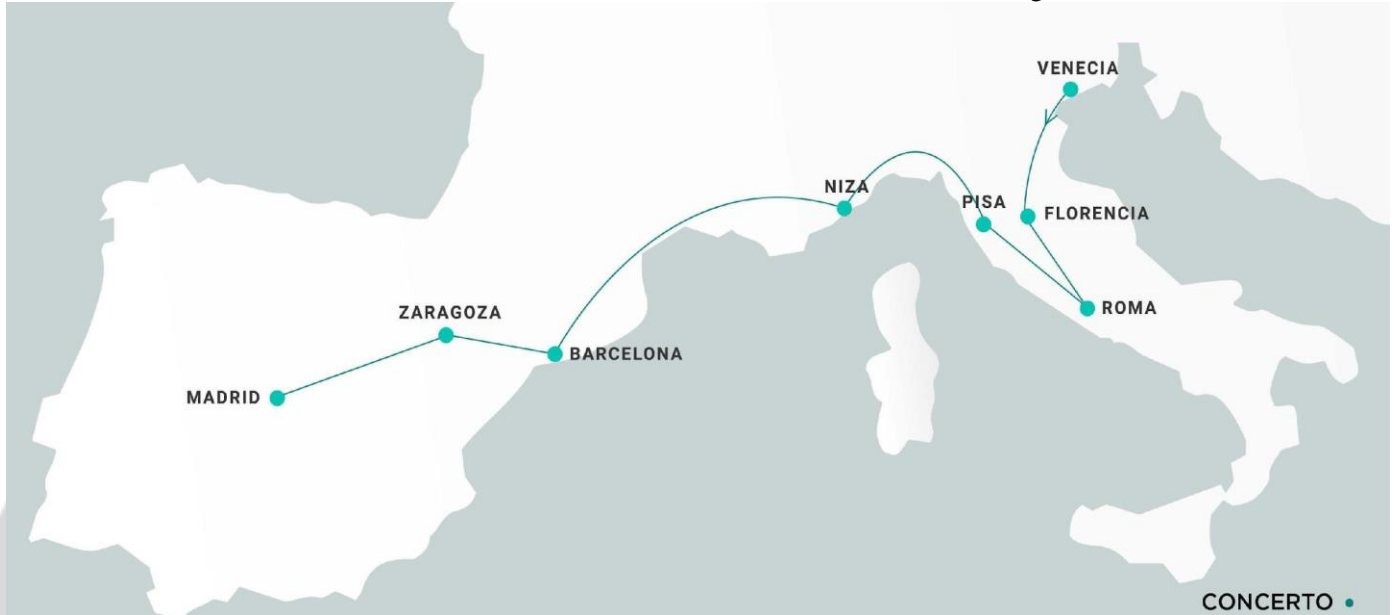 VENECIA
NIZA
PISA
FLORENCIA
ZARAGOZA
ROMA
BARCELONA
MADRID
CONCERTO